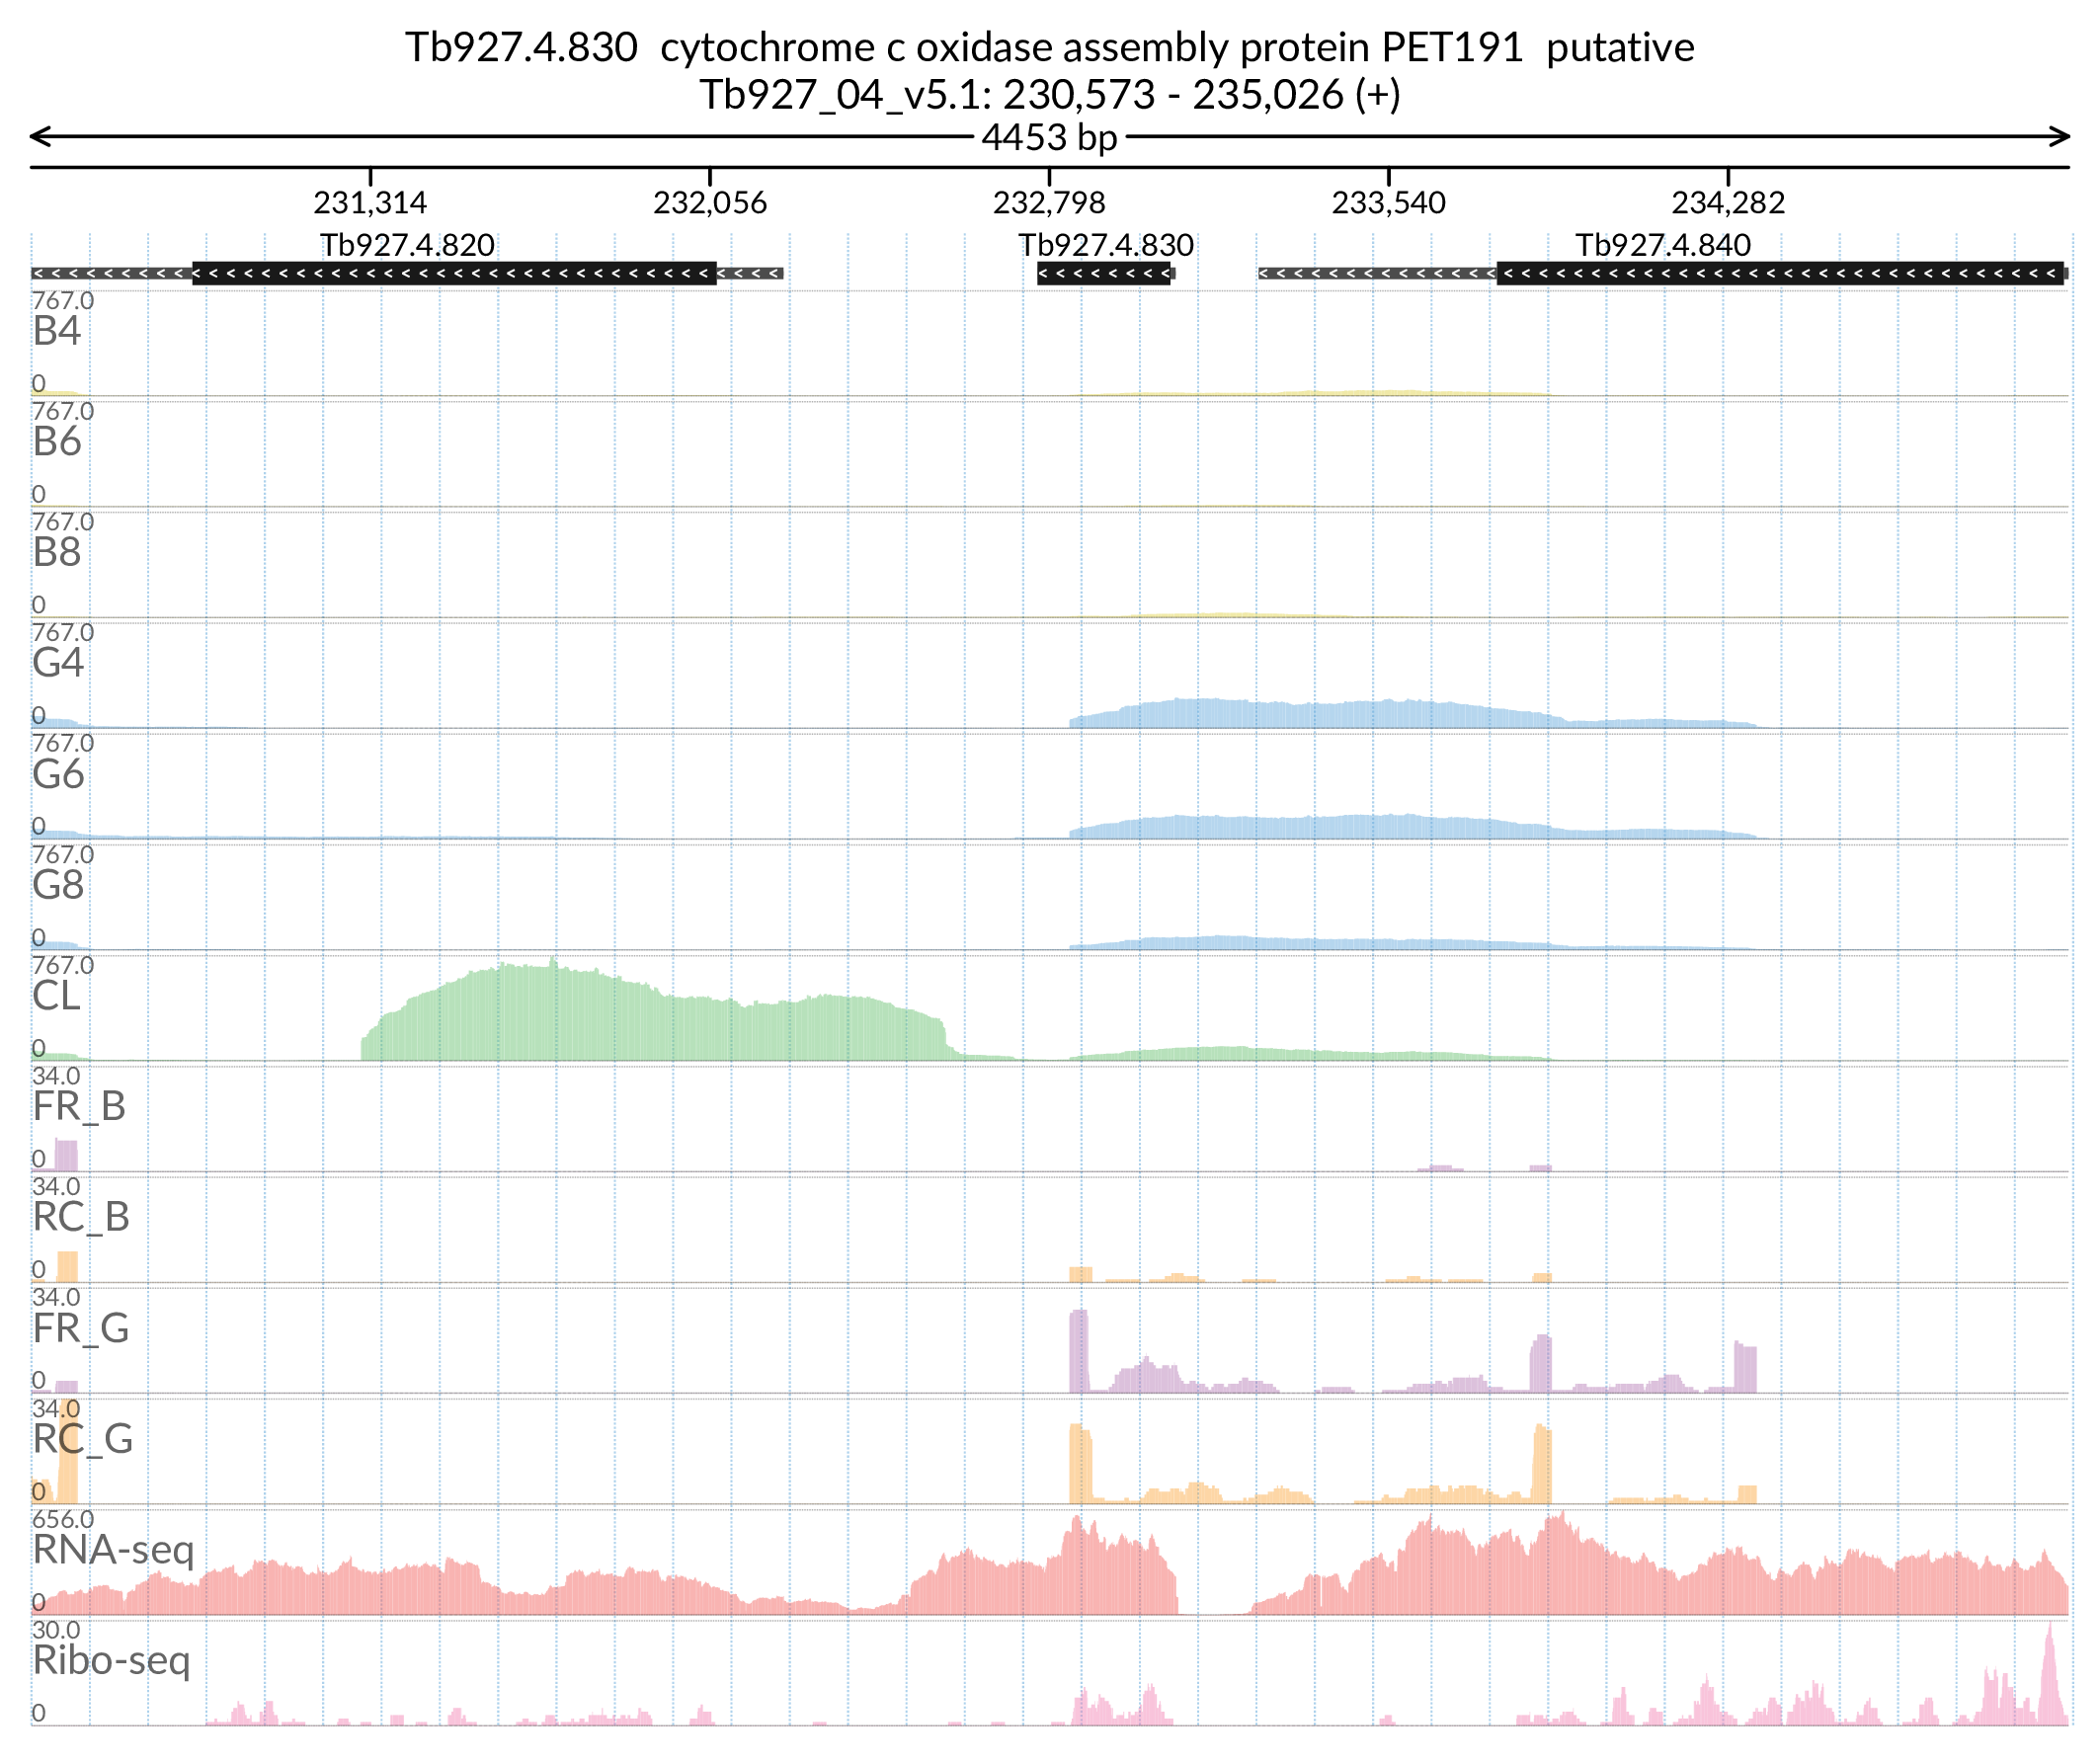 Tb927.4.830 cytochrome c oxidase assembly protein PET191 putative
Tb927_04_v5.1: 230,573 - 235,026 (+)
4453 bp
231,314 232,056 232,798 233,540 234,282
Tb927.4.820 Tb927.4.830 Tb927.4.840
767.0
B4
0
767.0
B6
0
767.0
B8
0
767.0
G4
0
767.0
G6
0
767.0
G8
0
767.0
CL
0
34.0
FR_B
0
34.0
RC_B
0
34.0
FR_G
0
34.0
RC_G
0
656.0
RNA-seq
0
30.0
Ribo-seq
0